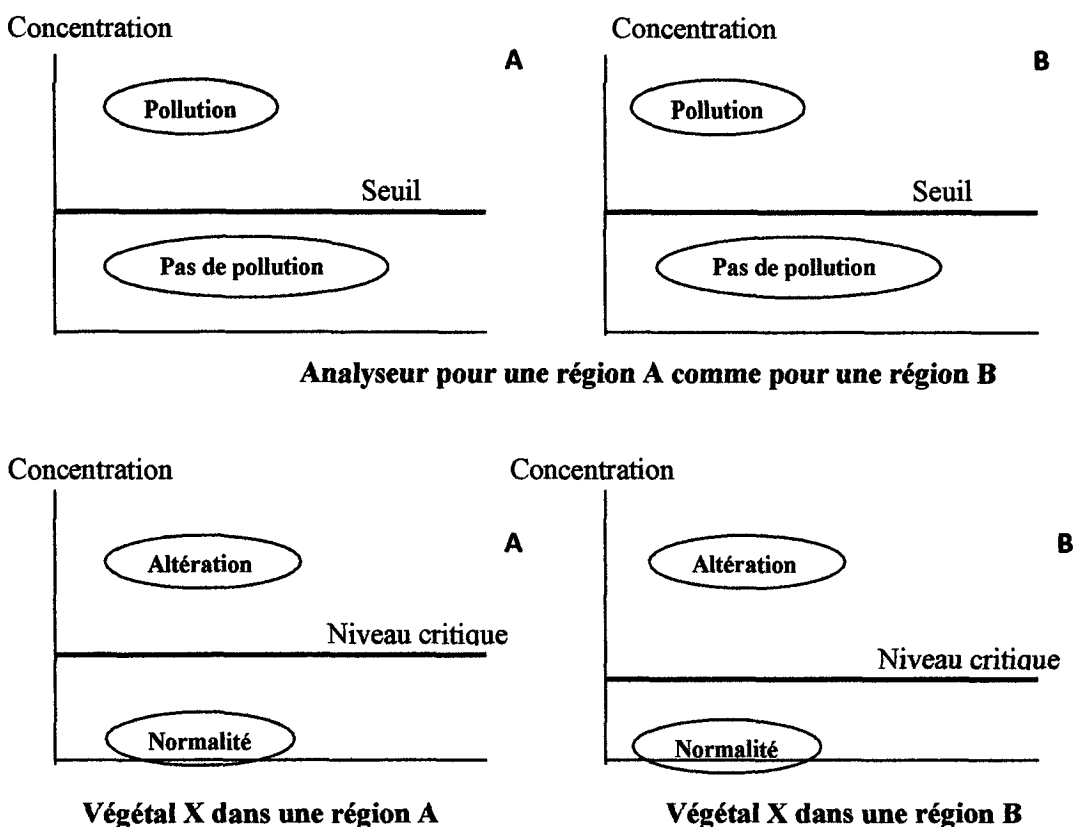 Concentration
Concentration
A
B
Pollution
Pollution
Seuil
Seuil
Pas de pollution
Pas de pollution
Analyseur pour une région A comme pour une région B
Concentration
Concentration
A
B
Altération
Altération
Niveau critique
Niveau critique
Normalité
Normalité
Végétal X dans une région A
Végétal X dans une région B